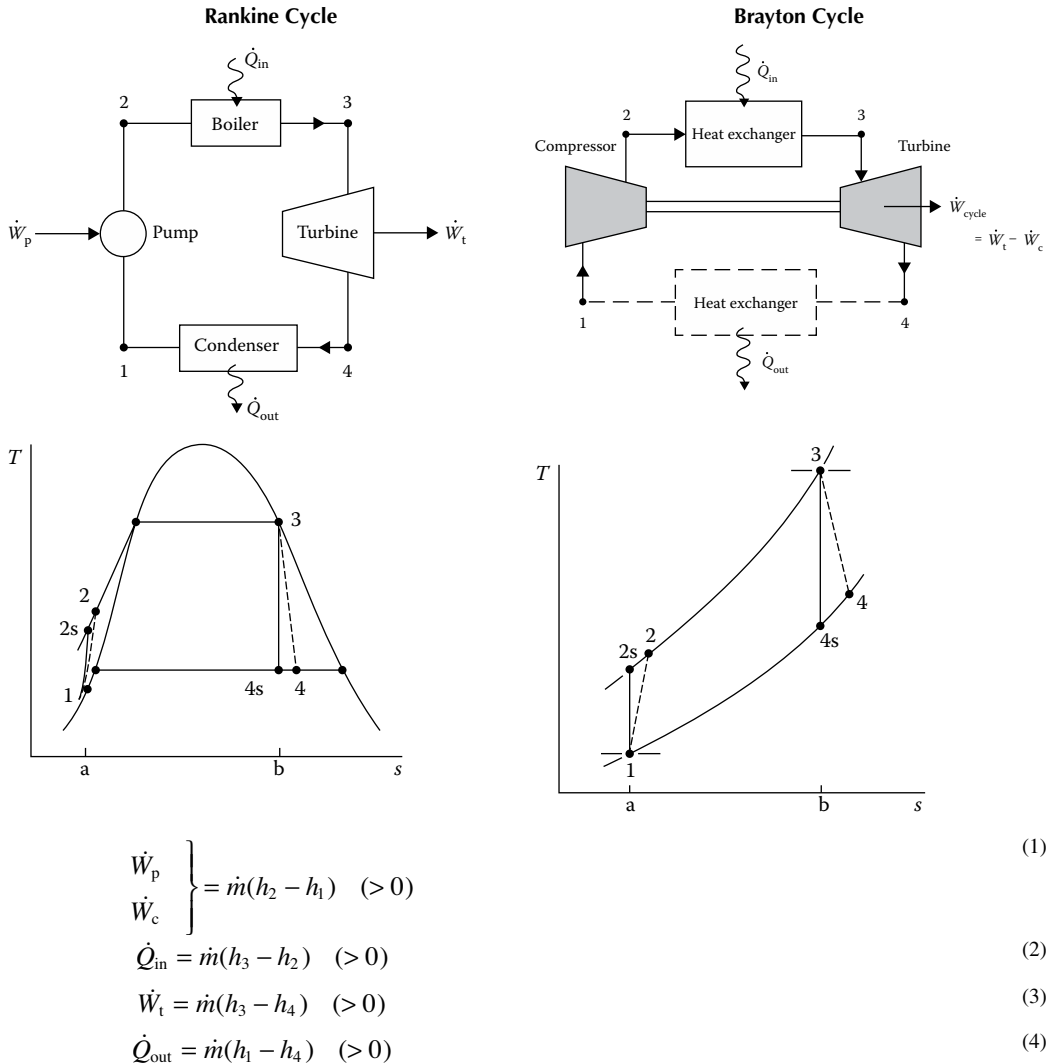 Rankine Cycle
Q̇in
2
3
Boiler
Ẇp
Pump
Turbine
Ẇt
Condenser
1
4
Q̇out
Brayton Cycle
Q̇in
2
3
Compressor
Heat exchanger
Turbine
Ẇcycle
= Ẇt – Ẇc
Heat exchanger
1
4
Q̇out
T
3
2
2s
1
4s
4
a
b
s
T
3
4
2s
2
4s
1
a
b
s
Ẇp
Ẇc } = ṁ(h2 − h1) (> 0) (1)
Q̇in = ṁ(h3 − h2) (> 0) (2)
Ẇt = ṁ(h3 − h4) (> 0) (3)
Q̇out = ṁ(h1 − h4) (> 0) (4)